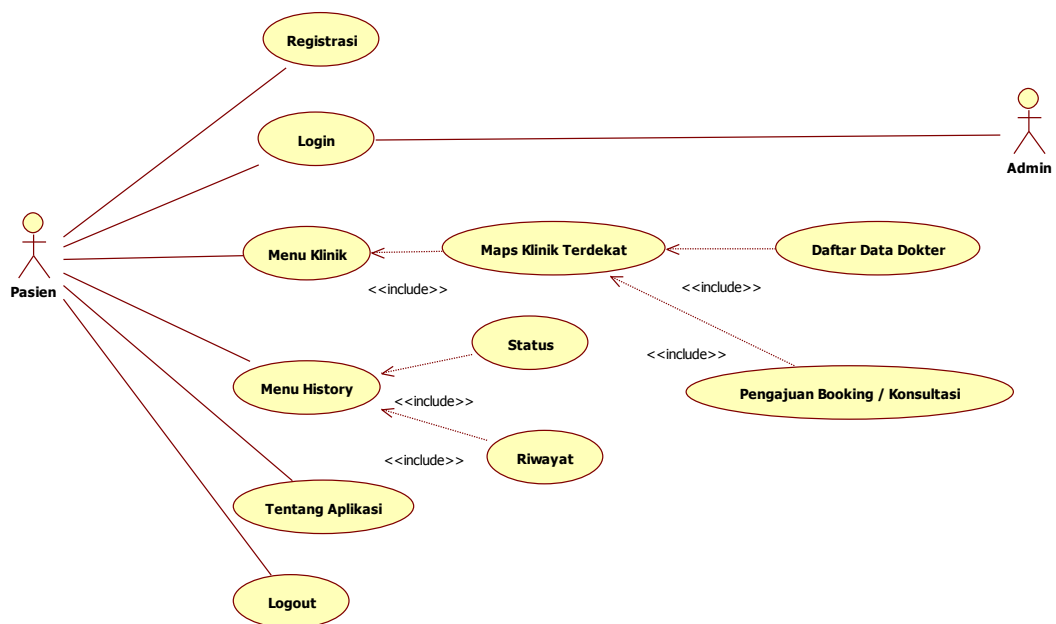 Registrasi
Login
Admin
Pasien
Menu Klinik
Maps Klinik Terdekat
Daftar Data Dokter
<<include>>
<<include>>
Status
<<include>>
Menu History
Pengajuan Booking / Konsultasi
<<include>>
Riwayat
<<include>>
Tentang Aplikasi
Logout